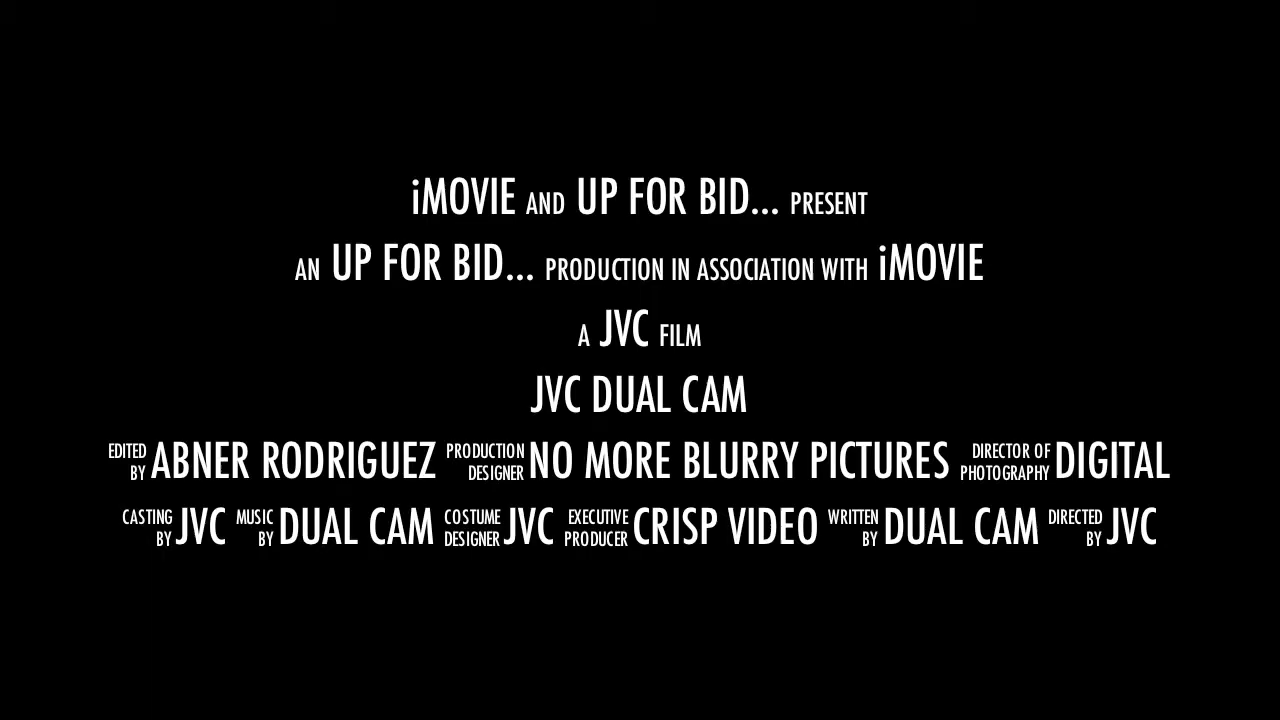 iMOVIE AND UP FOR BID... PRESENT
AN UP FOR BID... PRODUCTION IN ASSOCIATION WITH iMOVIE
A JVC FILM
JVC DUAL CAM
EDITED BY ABNER RODRIGUEZ PRODUCTION DESIGNER NO MORE BLURRY PICTURES DIRECTOR OF PHOTOGRAPHY DIGITAL
CASTING BY JVC MUSIC BY DUAL CAM COSTUME DESIGNER JVC EXECUTIVE PRODUCER CRISP VIDEO WRITTEN BY DUAL CAM DIRECTED BY JVC